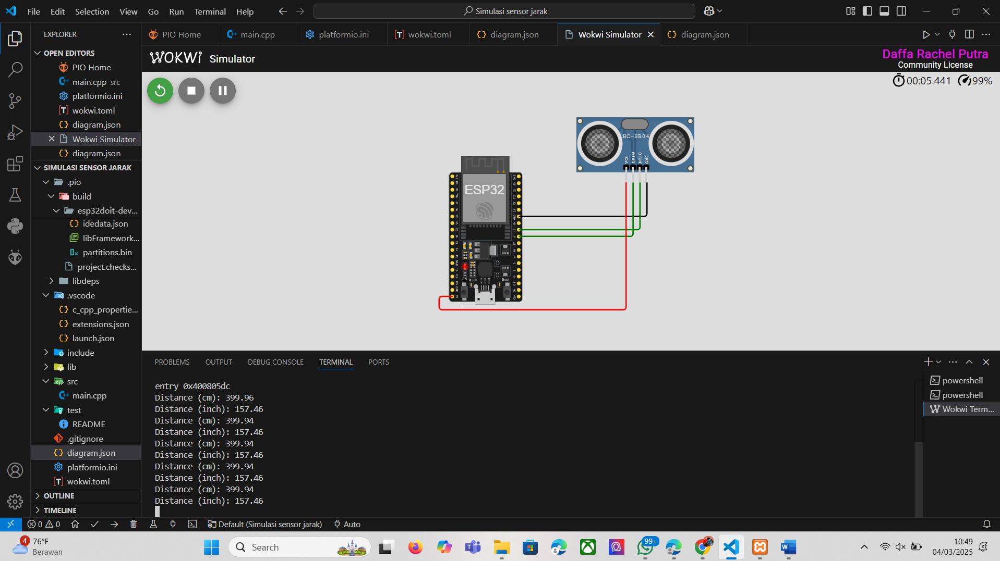 File Edit Selection View Go Run Terminal Help
Simulasi sensor jarak
EXPLORER
OPEN EDITORS
PIO Home
main.cpp src
platformio.ini
wokwi.toml
diagram.json
Wokwi Simulator
diagram.json
SIMULASI SENSOR JARAK
.pio
build
esp32doit-dev...
idedata.json
libFramework...
partitions.bin
project.checks...
libdeps
.vscode
c_cpp_propertie...
extensions.json
launch.json
include
lib
src
main.cpp
test
README
.gitignore
diagram.json
platformio.ini
wokwi.toml
OUTLINE
TIMELINE
PIO Home
main.cpp
platformio.ini
wokwi.toml
diagram.json
Wokwi Simulator
diagram.json
WOKWi Simulator
Daffa Rachel Putra
Community License
00:05.441 99%
HC-SR04
VCC
TRIG
ECHO
GND
ESP32
EN
Boot
PROBLEMS OUTPUT DEBUG CONSOLE TERMINAL PORTS
entry 0x400805dc
Distance (cm): 399.96
Distance (inch): 157.46
Distance (cm): 399.94
Distance (inch): 157.46
Distance (cm): 399.94
Distance (inch): 157.46
Distance (cm): 399.94
Distance (inch): 157.46
Distance (cm): 399.94
Distance (inch): 157.46
powershell
powershell
Wokwi Term...
0 0 Default (Simulasi sensor jarak) Auto
4
76°F
Berawan
Search
99+
10:49
04/03/2025